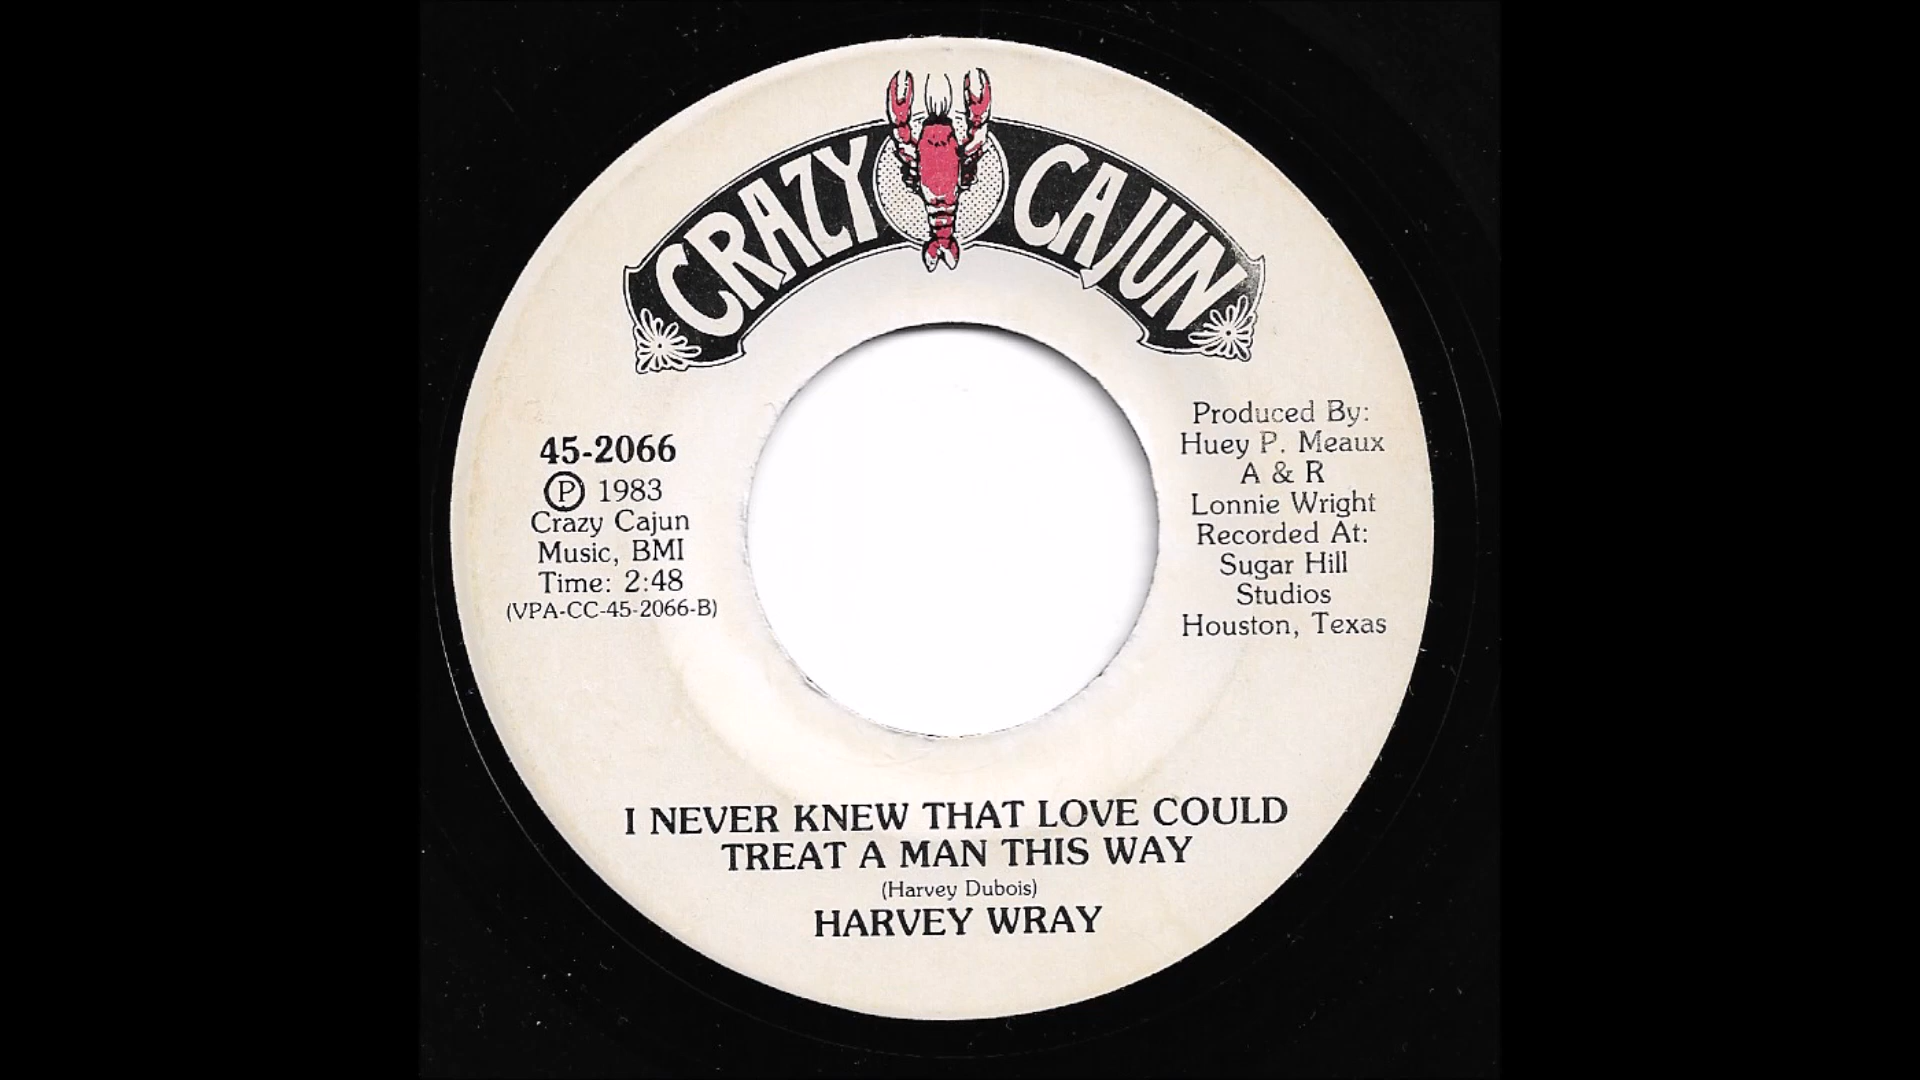 CRAZY CAJUN
45-2066
Ⓟ 1983
Crazy Cajun
Music, BMI
Time: 2:48
(VPA-CC-45-2066-B)
Produced By:
Huey P. Meaux
A & R
Lonnie Wright
Recorded At:
Sugar Hill
Studios
Houston, Texas
I NEVER KNEW THAT LOVE COULD
TREAT A MAN THIS WAY
(Harvey Dubois)
HARVEY WRAY